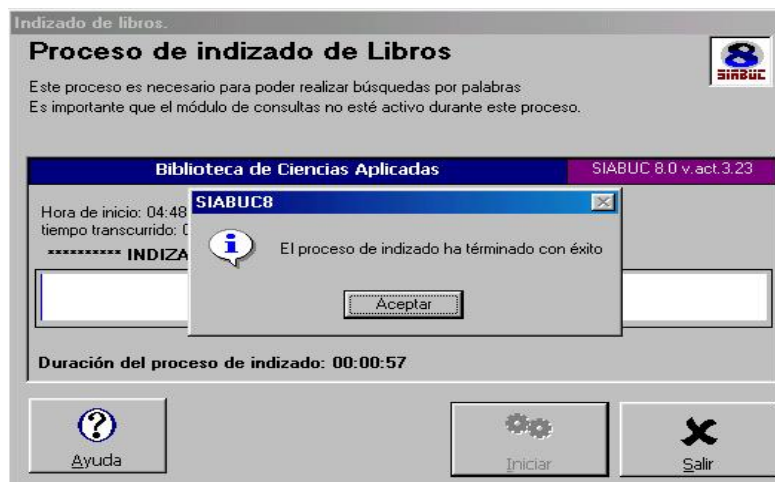 Indizado de libros.
Proceso de indizado de Libros
8
SIABUC
Este proceso es necesario para poder realizar búsquedas por palabras
Es importante que el módulo de consultas no esté activo durante este proceso.
Biblioteca de Ciencias Aplicadas
SIABUC 8.0 v.act.3.23
Hora de inicio: 04:48
tiempo transcurrido:
********** INDIZA
SIABUC8
El proceso de indizado ha términado con éxito
Aceptar
Duración del proceso de indizado: 00:00:57
Ayuda
Iniciar
Salir